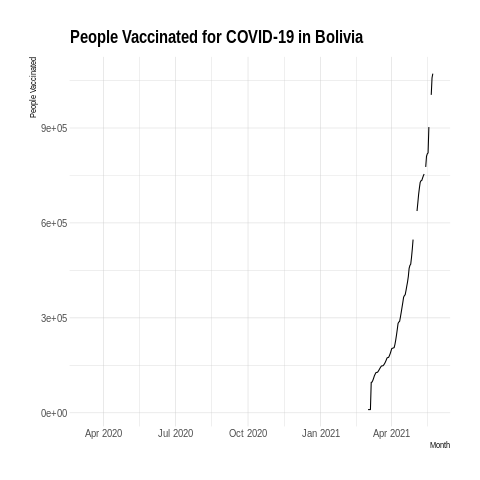 People Vaccinated for COVID-19 in Bolivia
People Vaccinated
9e+05
6e+05
3e+05
0e+00
Apr 2020 Jul 2020 Oct 2020 Jan 2021 Apr 2021
Month